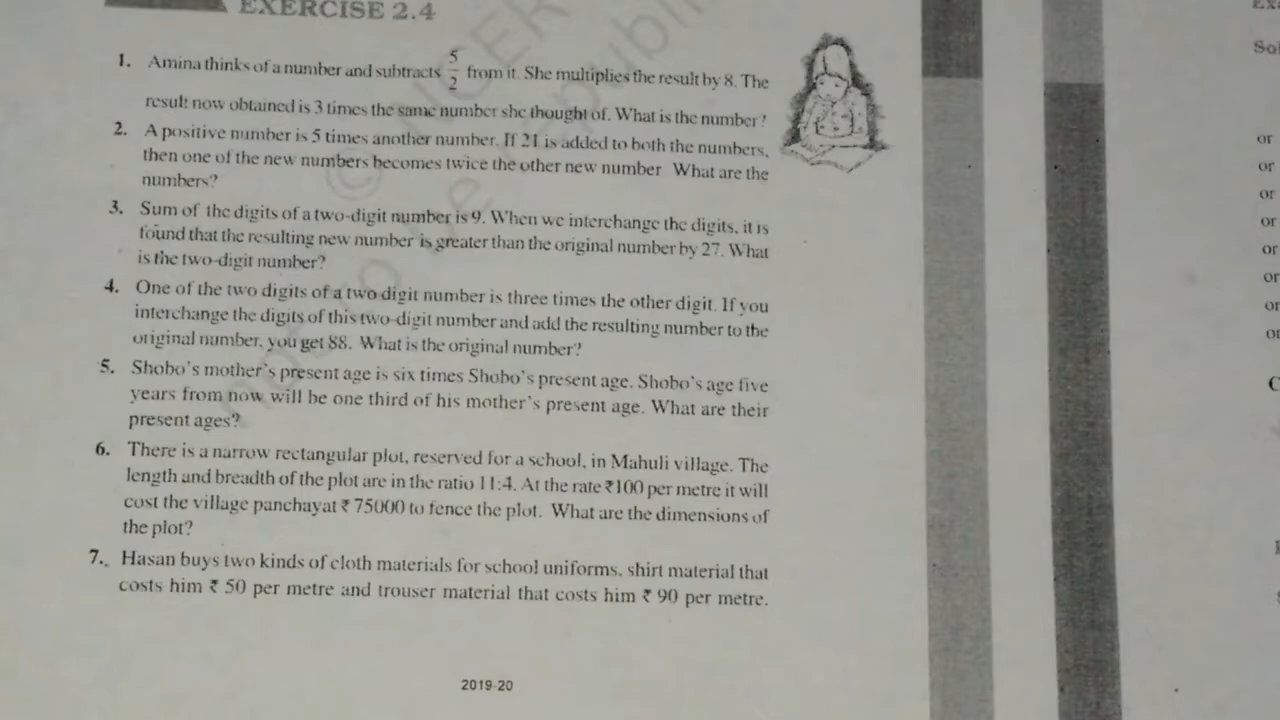 EXERCISE 2.4
1. Amina thinks of a number and subtracts 5/2 from it. She multiplies the result by 8. The
result now obtained is 3 times the same number she thought of. What is the number?
2. A positive number is 5 times another number. If 21 is added to both the numbers,
then one of the new numbers becomes twice the other new number What are the
numbers?
3. Sum of the digits of a two-digit number is 9. When we interchange the digits, it is
found that the resulting new number is greater than the original number by 27. What
is the two-digit number?
4. One of the two digits of a two digit number is three times the other digit. If you
interchange the digits of this two-digit number and add the resulting number to the
original number, you get 88. What is the original number?
5. Shobo's mother's present age is six times Shobo's present age. Shobo's age five
years from now will be one third of his mother's present age. What are their
present ages?
6. There is a narrow rectangular plot, reserved for a school, in Mahuli village. The
length and breadth of the plot are in the ratio 11:4. At the rate ₹100 per metre it will
cost the village panchayat ₹ 75000 to fence the plot. What are the dimensions of
the plot?
7. Hasan buys two kinds of cloth materials for school uniforms, shirt material that
costs him ₹ 50 per metre and trouser material that costs him ₹ 90 per metre.
2019-20
or
or
or
or
or
or
or
or